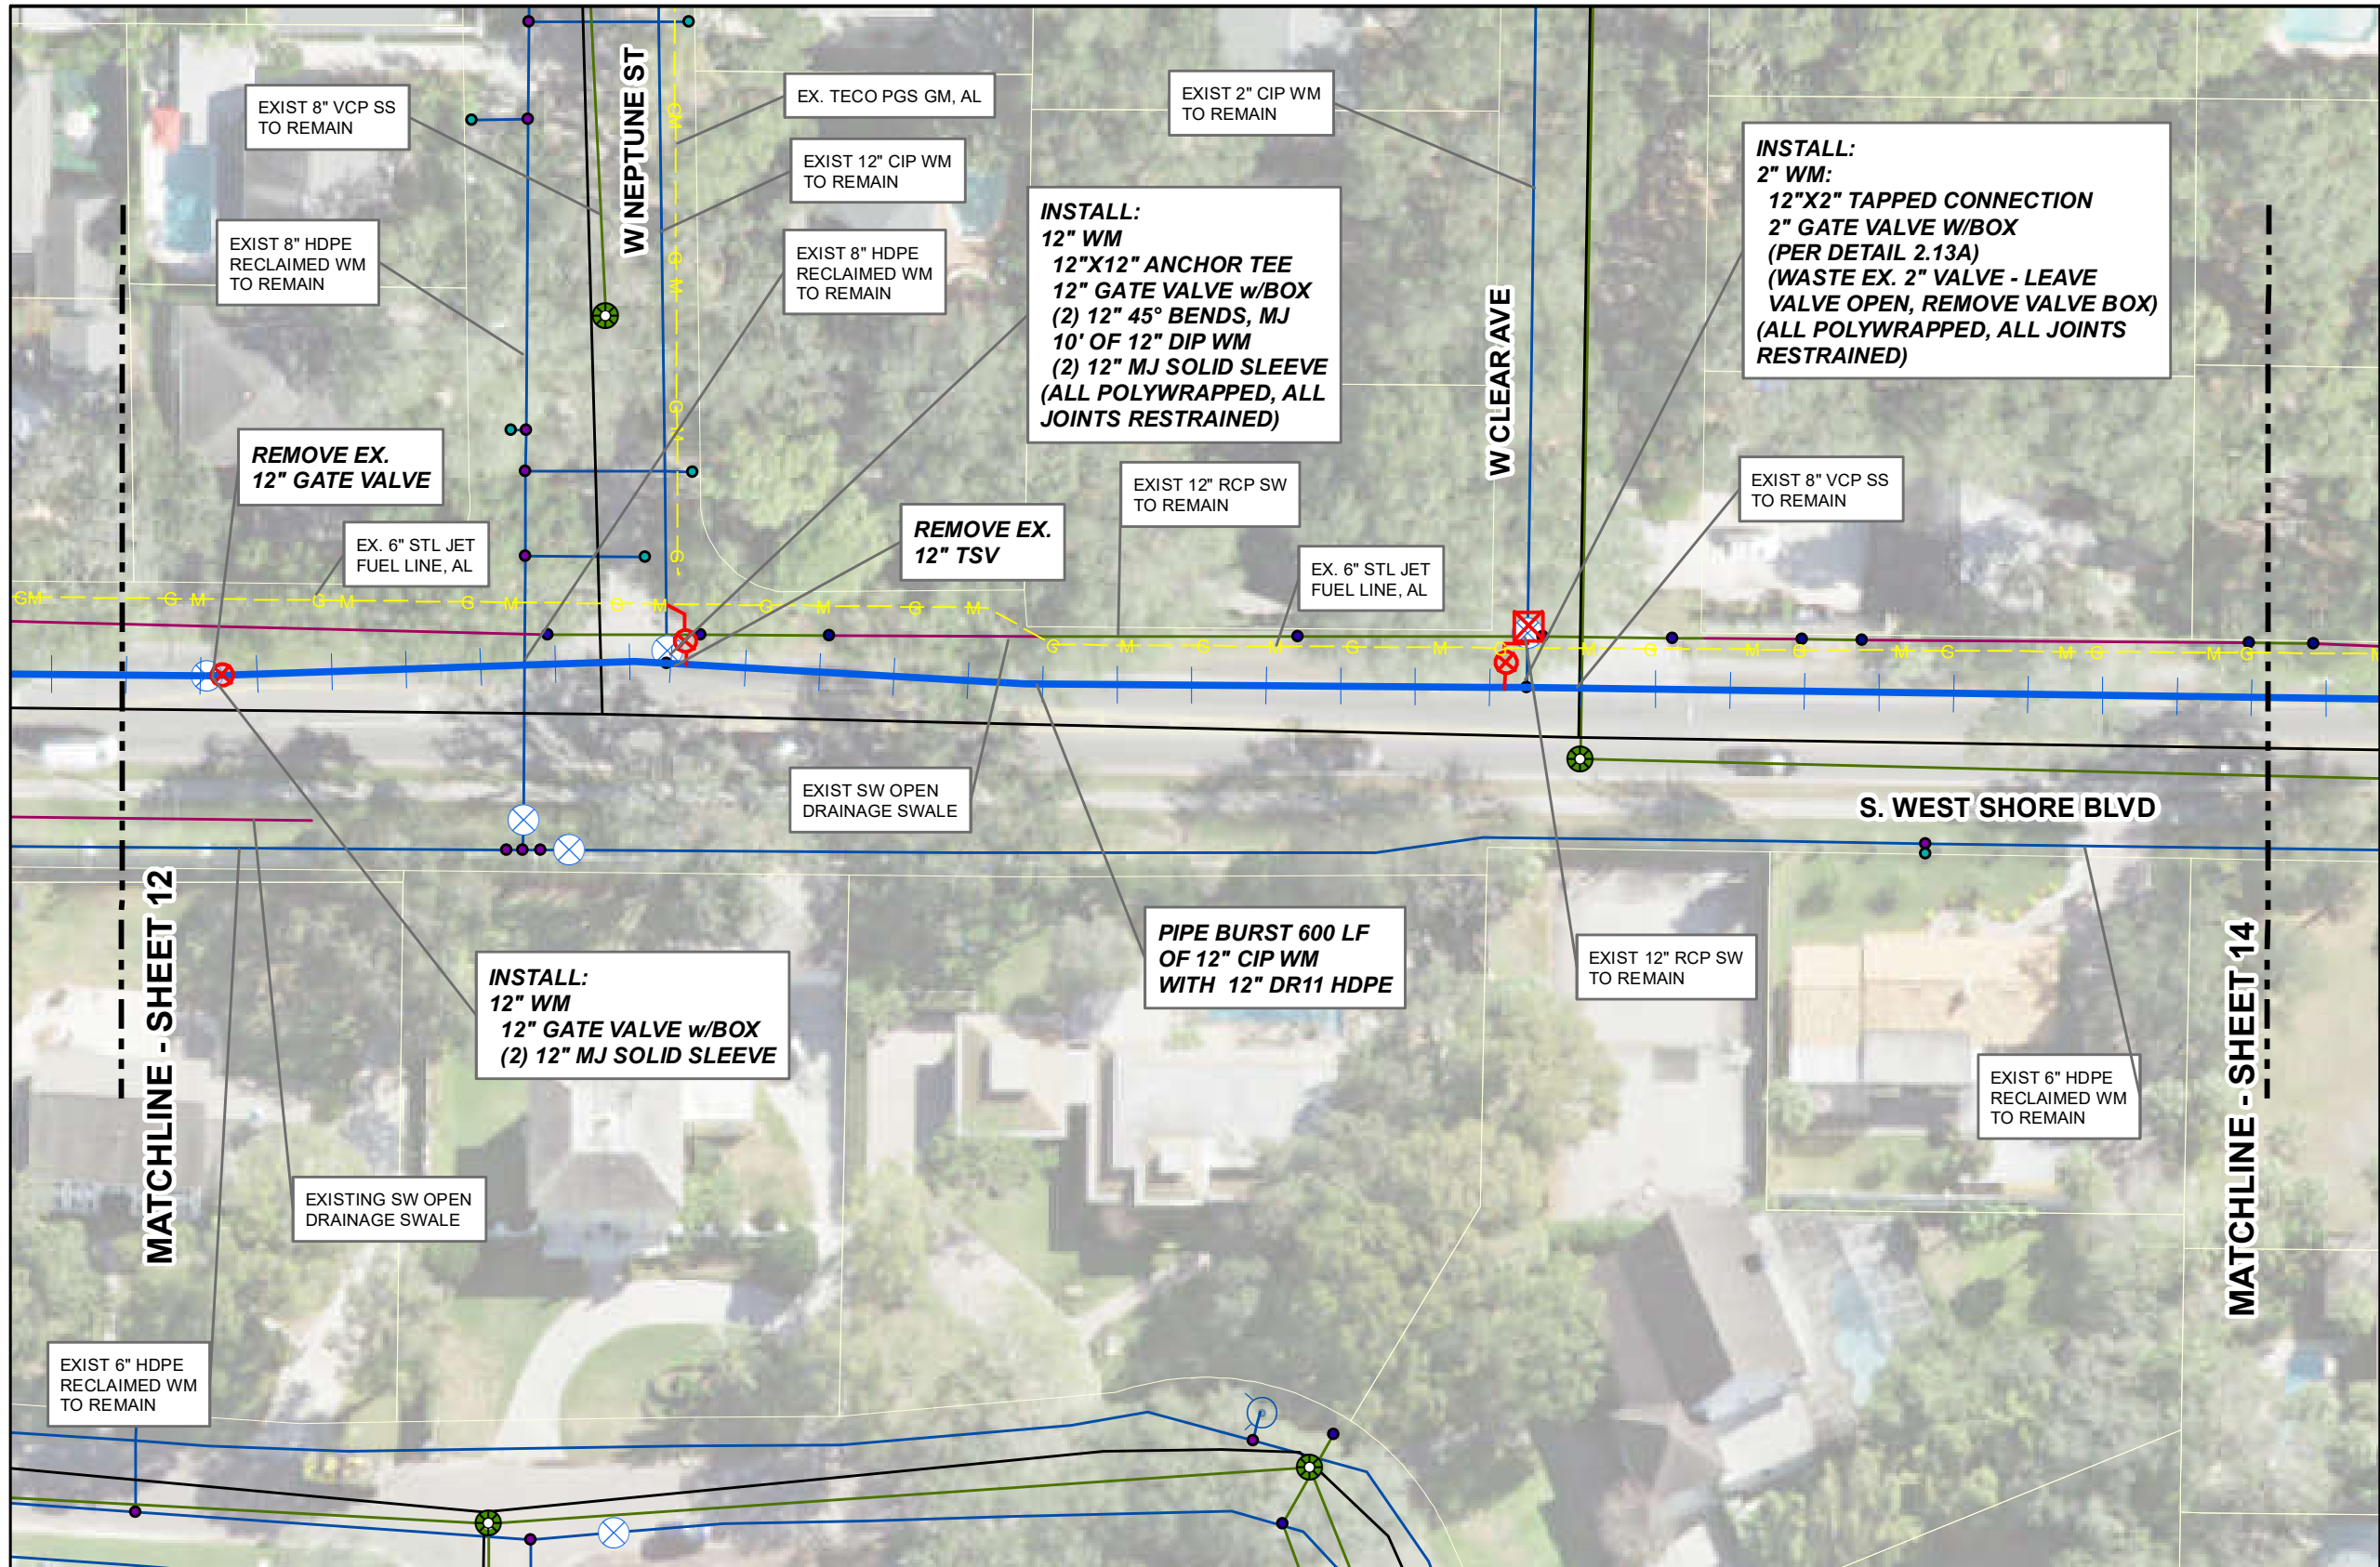 EXIST 8" VCP SS
TO REMAIN
W NEPTUNE ST
EX. TECO PGS GM, AL
EXIST 12" CIP WM
TO REMAIN
EXIST 2" CIP WM
TO REMAIN
INSTALL:
2" WM:
12"X2" TAPPED CONNECTION
2" GATE VALVE W/BOX
(PER DETAIL 2.13A)
(WASTE EX. 2" VALVE - LEAVE
VALVE OPEN, REMOVE VALVE BOX)
(ALL POLYWRAPPED, ALL JOINTS
RESTRAINED)
EXIST 8" HDPE
RECLAIMED WM
TO REMAIN
EXIST 8" HDPE
RECLAIMED WM
TO REMAIN
INSTALL:
12" WM
12"X12" ANCHOR TEE
12" GATE VALVE w/BOX
(2) 12" 45° BENDS, MJ
10' OF 12" DIP WM
(2) 12" MJ SOLID SLEEVE
(ALL POLYWRAPPED, ALL
JOINTS RESTRAINED)
W CLEAR AVE
REMOVE EX.
12" GATE VALVE
EX. 6" STL JET
FUEL LINE, AL
REMOVE EX.
12" TSV
EXIST 12" RCP SW
TO REMAIN
EX. 6" STL JET
FUEL LINE, AL
EXIST 8" VCP SS
TO REMAIN
GM G M G M G M G M G M G M
G M G M G M G M G M G M G M G M G M
GM G M G M G
EXIST SW OPEN
DRAINAGE SWALE
S. WEST SHORE BLVD
MATCHLINE - SHEET 12
INSTALL:
12" WM
12" GATE VALVE w/BOX
(2) 12" MJ SOLID SLEEVE
PIPE BURST 600 LF
OF 12" CIP WM
WITH 12" DR11 HDPE
EXIST 12" RCP SW
TO REMAIN
MATCHLINE - SHEET 14
EXIST 6" HDPE
RECLAIMED WM
TO REMAIN
EXISTING SW OPEN
DRAINAGE SWALE
EXIST 6" HDPE
RECLAIMED WM
TO REMAIN